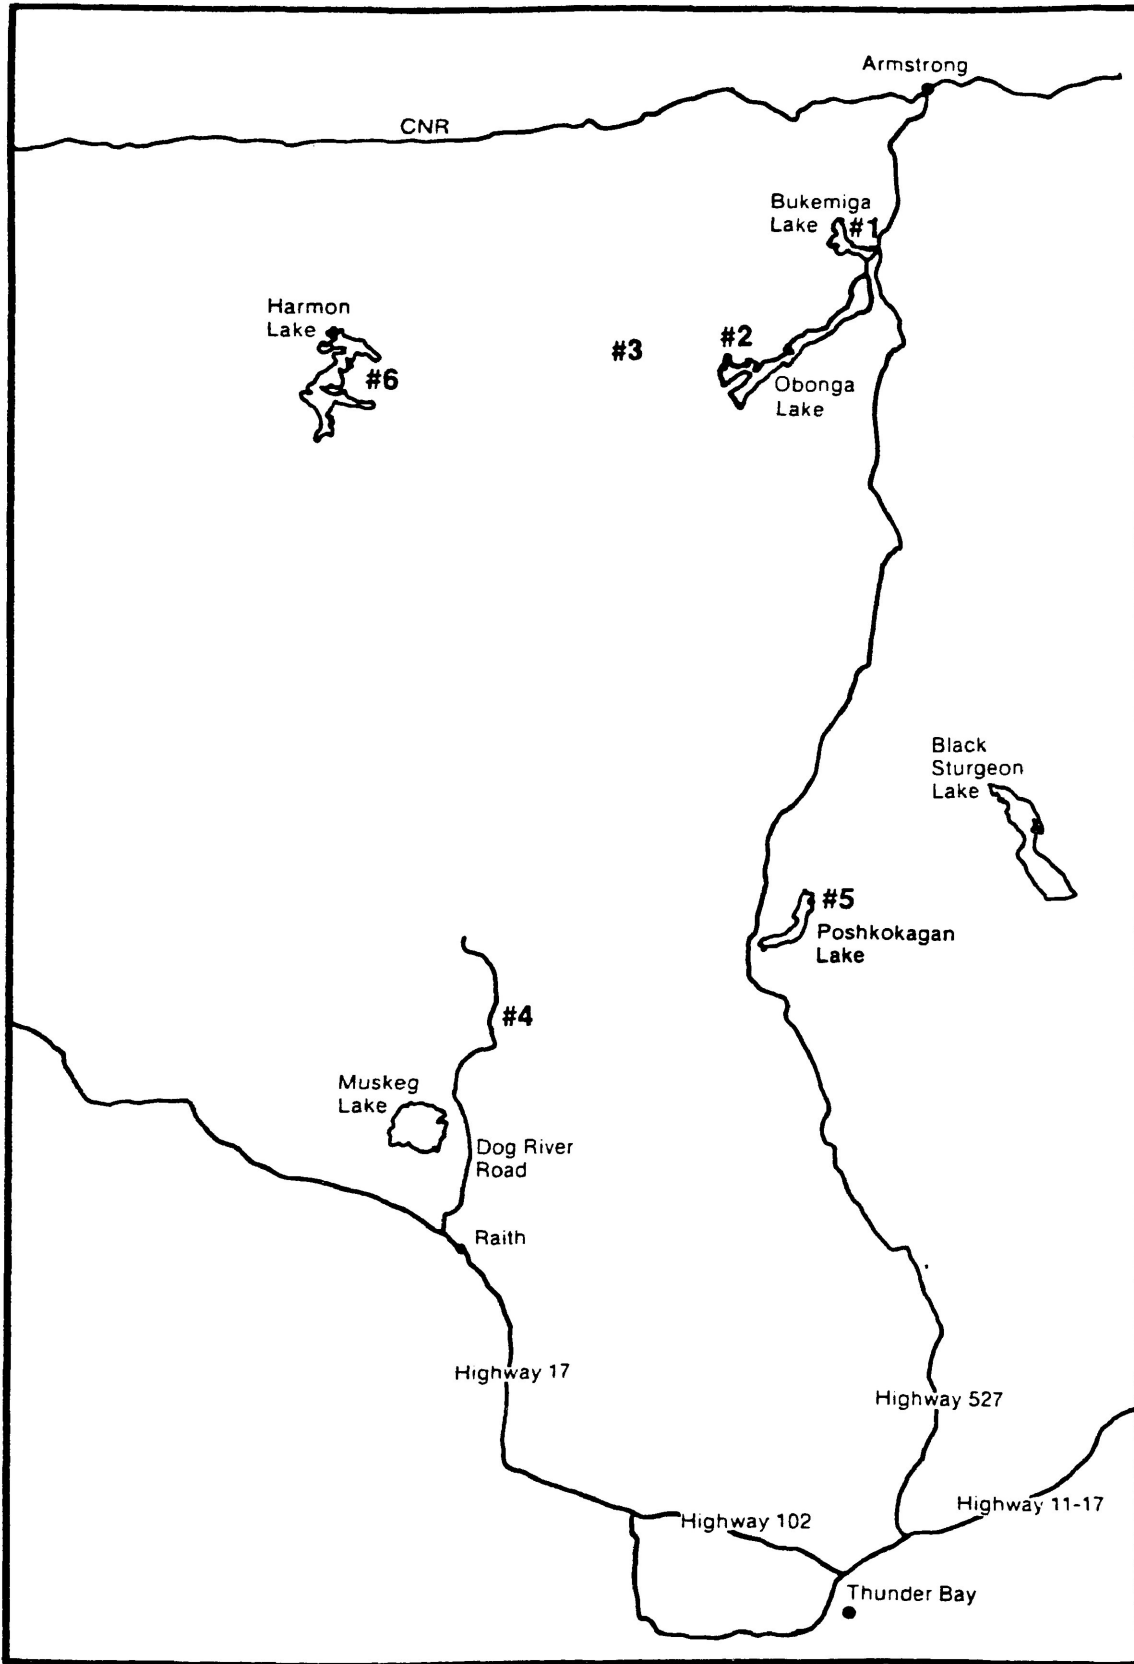 Armstrong
CNR
Bukemiga
Lake
#1
Harmon
Lake
#2
#3
#6
Obonga
Lake
Black
Sturgeon
Lake
#5
Poshkokagan
Lake
#4
Muskeg
Lake
Dog River
Road
Raith
Highway 17
Highway 527
Highway 11-17
Highway 102
Thunder Bay